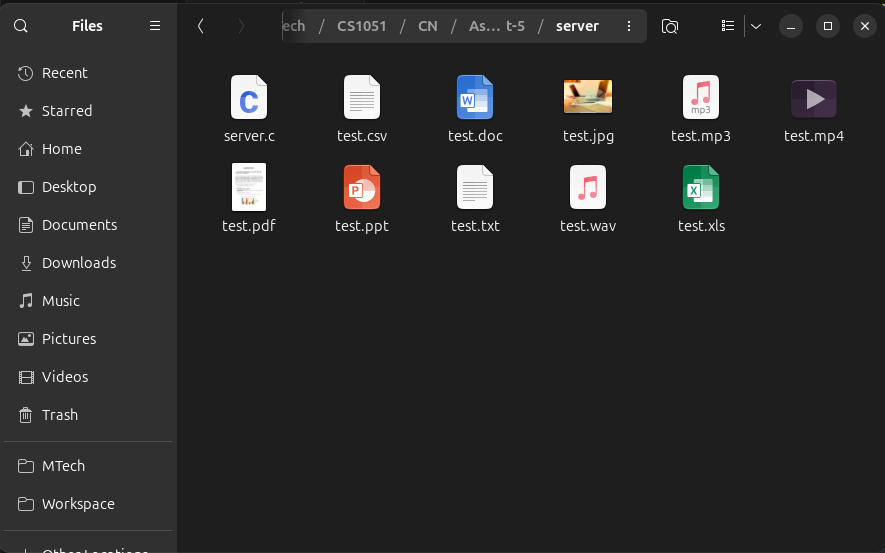 Files
ech / CS1051 / CN / As... t-5 / server
Recent
Starred
Home
Desktop
Documents
Downloads
Music
Pictures
Videos
Trash
MTech
Workspace
Other Locations
server.c
test.csv
test.doc
test.jpg
mp3
test.mp3
test.mp4
test.pdf
test.ppt
test.txt
test.wav
test.xls